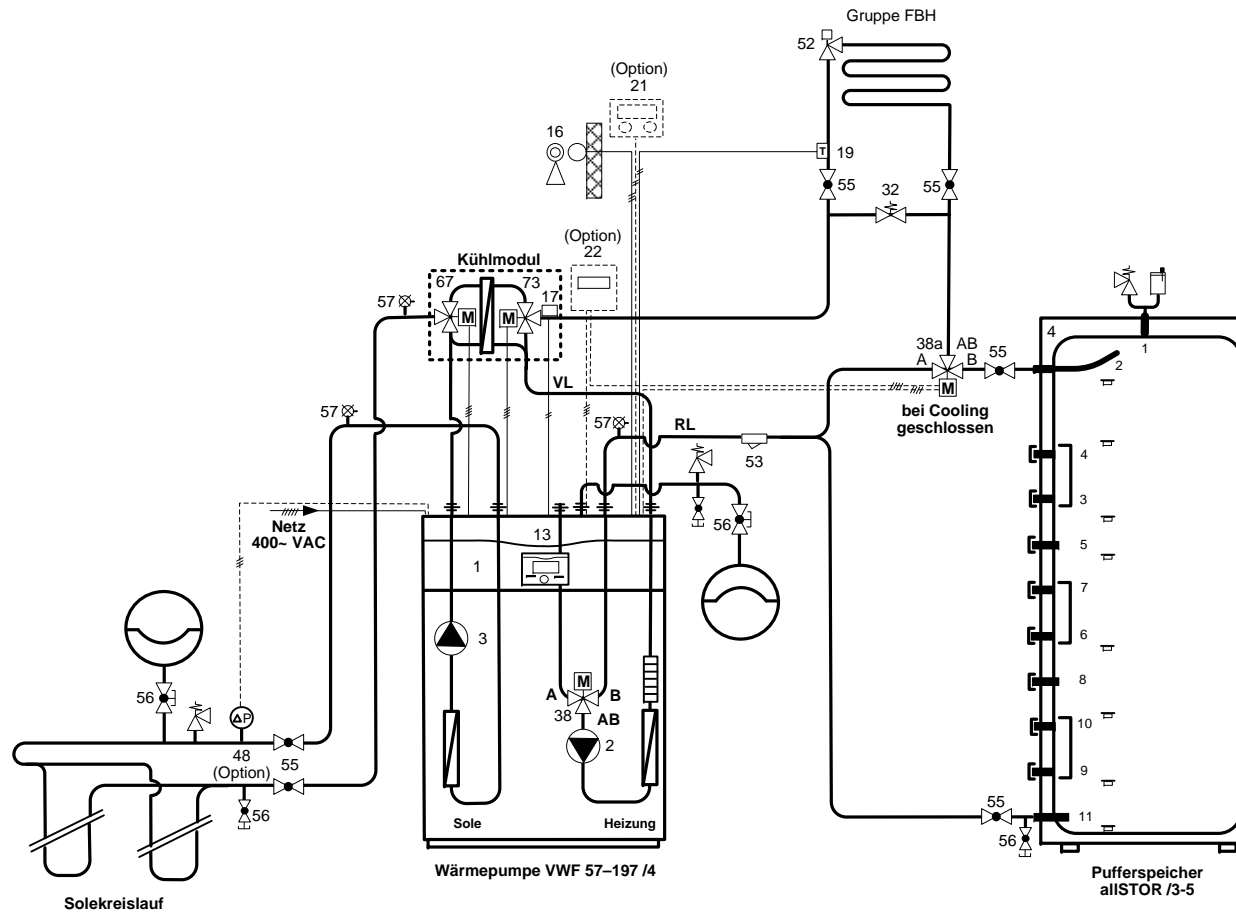 Gruppe FBH
52
(Option)
21
16
T
19
55
32
55
(Option)
22
Kühlmodul
67
73
17
57
M
M
4
1
38a
AB
A
B
55
2
M
VL
bei Cooling
geschlossen
57
57
RL
53
4
3
56
Netz
400~ VAC
13
5
1
7
3
6
M
A
B
8
56
38
AB
10
ΔP
2
48
(Option)
55
9
55
11
56
56
Sole
Heizung
Wärmepumpe VWF 57–197 /4
Pufferspeicher
allSTOR /3-5
Solekreislauf